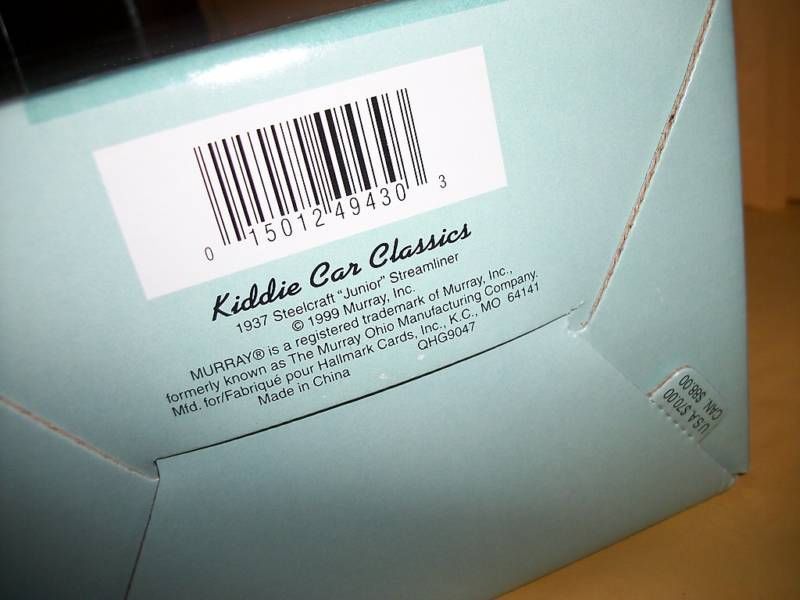 0 15012 49430 3
Kiddie Car Classics
1937 Steelcraft "Junior" Streamliner
© 1999 Murray, Inc.
MURRAY® is a registered trademark of Murray, Inc.,
formerly known as The Murray Ohio Manufacturing Company.
Mfd. for/Fabriqué pour Hallmark Cards, Inc., K.C., MO 64141
Made in China QHG9047
U.S.A $70.00
CAN $88.00